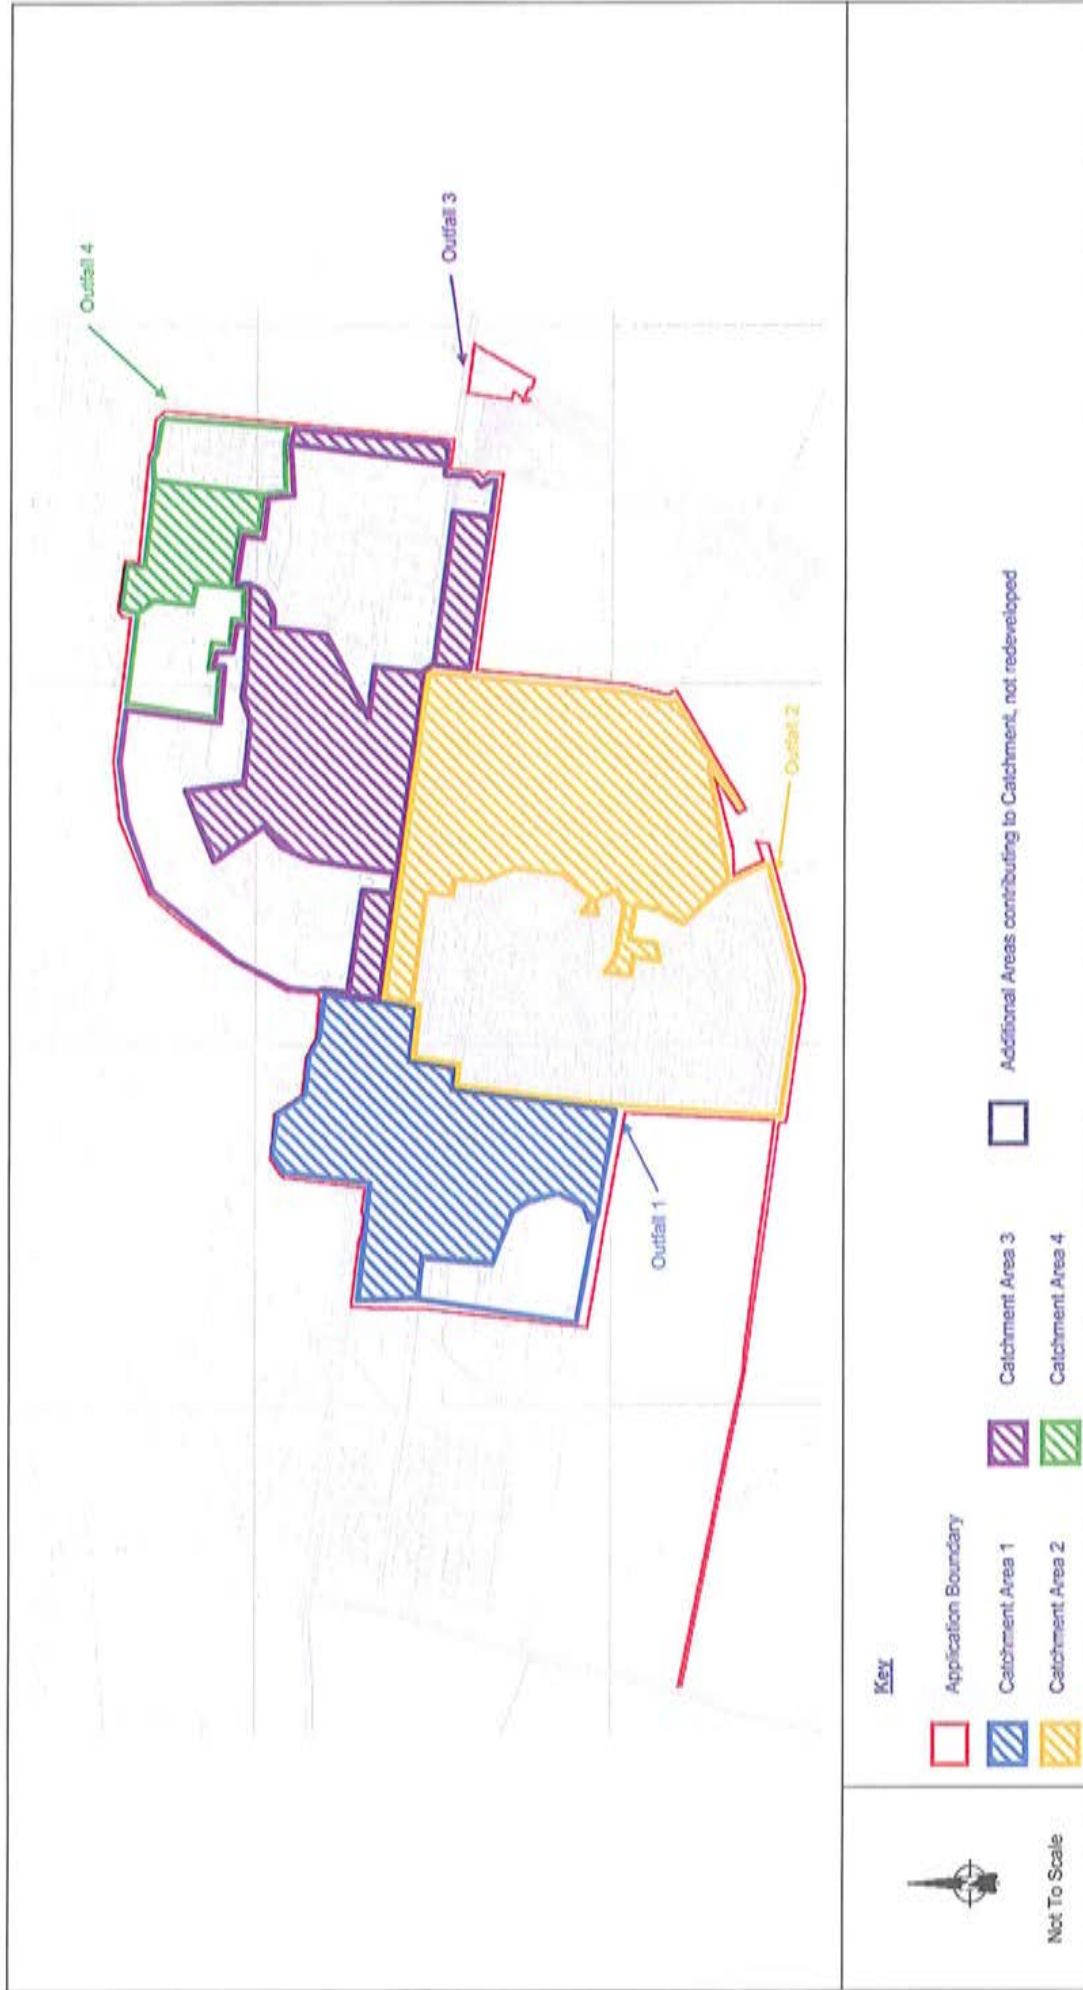 Outfall 4
Outfall 3
Outfall 2
Outfall 1
Key
Application Boundary
Catchment Area 1
Catchment Area 3
Additional Areas contributing to Catchment, not redeveloped
Catchment Area 2
Catchment Area 4
Not To Scale